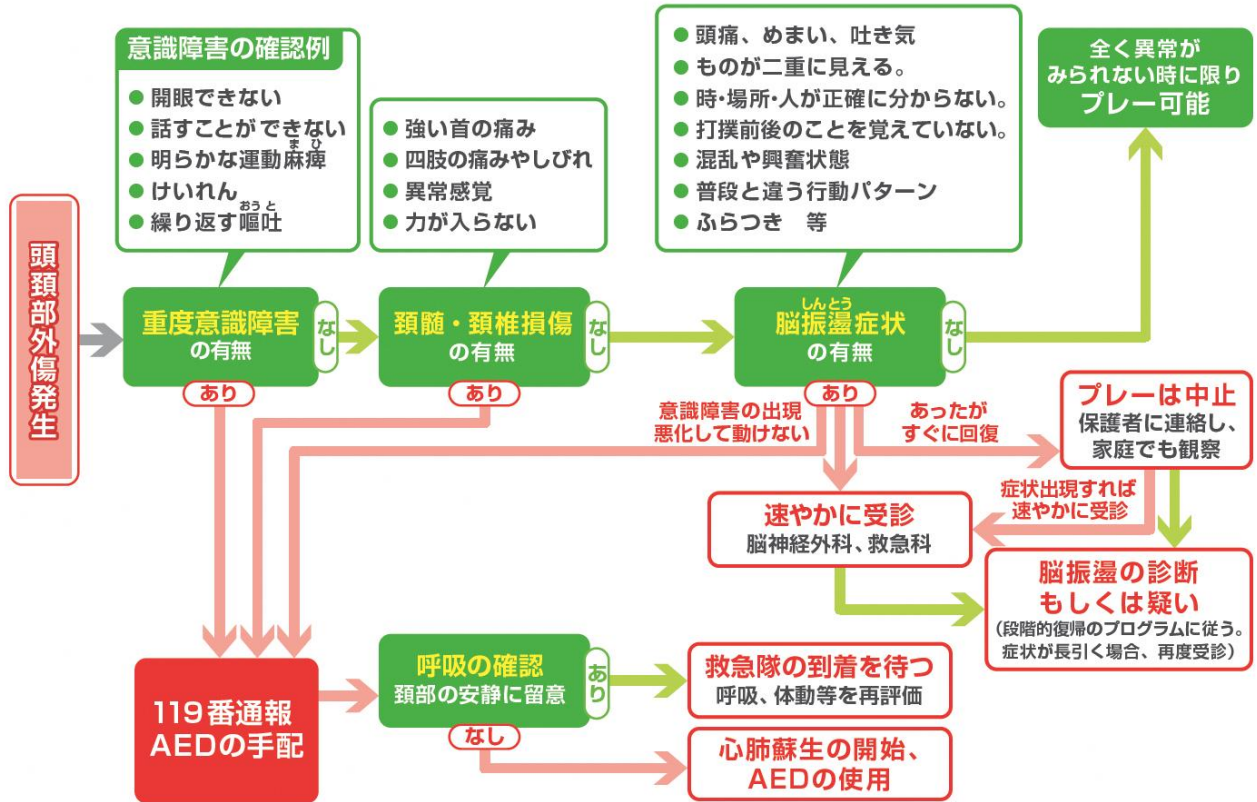 頭頚部外傷発生
意識障害の確認例
● 開眼できない
● 話すことができない
● 明らかな運動麻痺
まひ
● けいれん
● 繰り返す嘔吐
おうと
● 強い首の痛み
● 四肢の痛みやしびれ
● 異常感覚
● 力が入らない
● 頭痛、めまい、吐き気
● ものが二重に見える。
● 時・場所・人が正確に分からない。
● 打撲前後のことを覚えていない。
● 混乱や興奮状態
● 普段と違う行動パターン
● ふらつき 等
全く異常が
みられない時に限り
プレー可能
重度意識障害
の有無
なし
あり
頚髄・頚椎損傷
の有無
なし
あり
しんとう
脳振盪症状
の有無
なし
あり
意識障害の出現
悪化して動けない
あったが
すぐに回復
プレーは中止
保護者に連絡し、
家庭でも観察
症状出現すれば
速やかに受診
速やかに受診
脳神経外科、救急科
脳振盪の診断
もしくは疑い
(段階的復帰のプログラムに従う。
症状が長引く場合、再度受診)
119番通報
AEDの手配
呼吸の確認
頚部の安静に留意
あり
なし
救急隊の到着を待つ
呼吸、体動等を再評価
心肺蘇生の開始、
AEDの使用